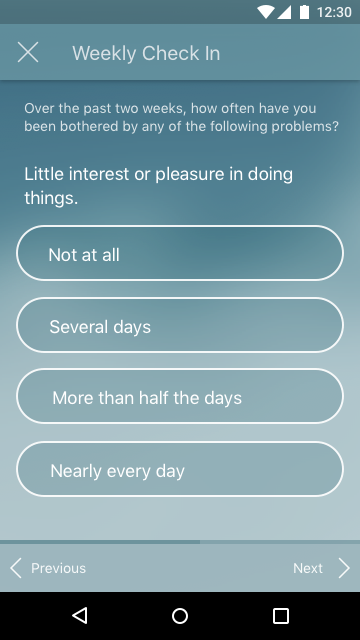 12:30
Weekly Check In
Over the past two weeks, how often have you
been bothered by any of the following problems?
Little interest or pleasure in doing
things.
Not at all
Several days
More than half the days
Nearly every day
Previous
Next